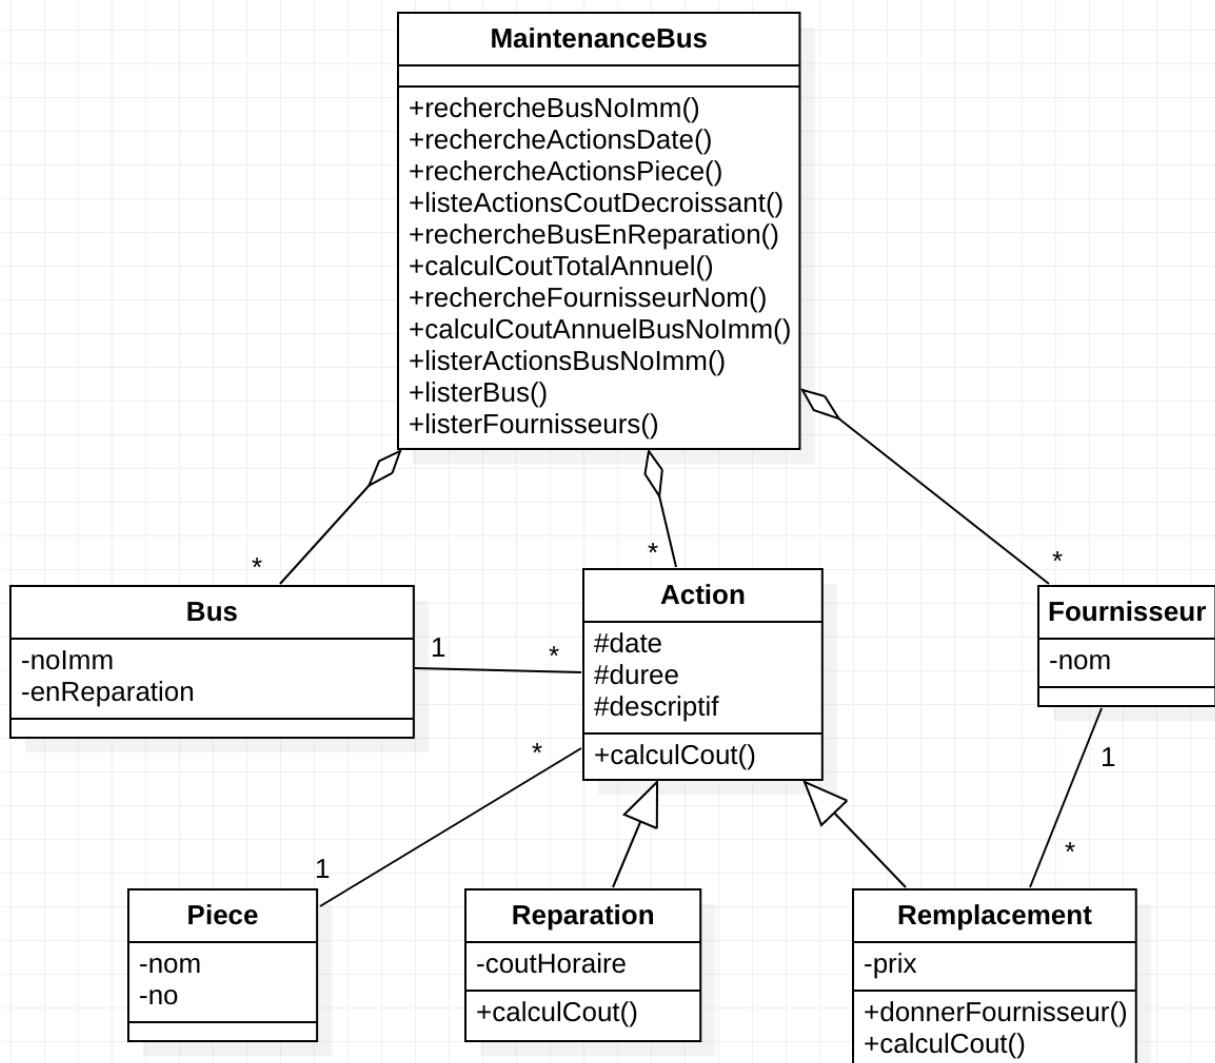 MaintenanceBus
+rechercheBusNoImm()
+rechercheActionsDate()
+rechercheActionsPiece()
+listeActionsCoutDecroissant()
+rechercheBusEnReparation()
+calculCoutTotalAnnuel()
+rechercheFournisseurNom()
+calculCoutAnnuelBusNoImm()
+listerActionsBusNoImm()
+listerBus()
+listerFournisseurs()
*
*
*
Bus
-noImm
-enReparation
1
*
Action
#date
#duree
#descriptif
+calculCout()
Fournisseur
-nom
*
1
1
*
Piece
-nom
-no
Reparation
-coutHoraire
+calculCout()
Remplacement
-prix
+donnerFournisseur()
+calculCout()